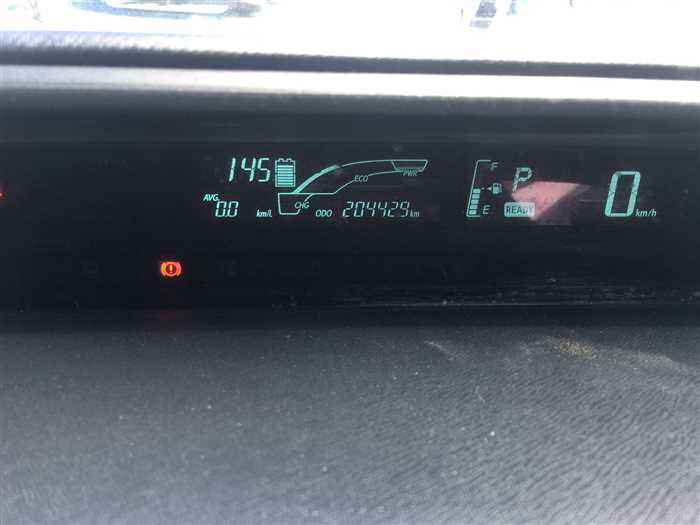 145 ECO PWR F P 0
AVG. 0.0 km/L CHG ODO 204429 km E READY km/h